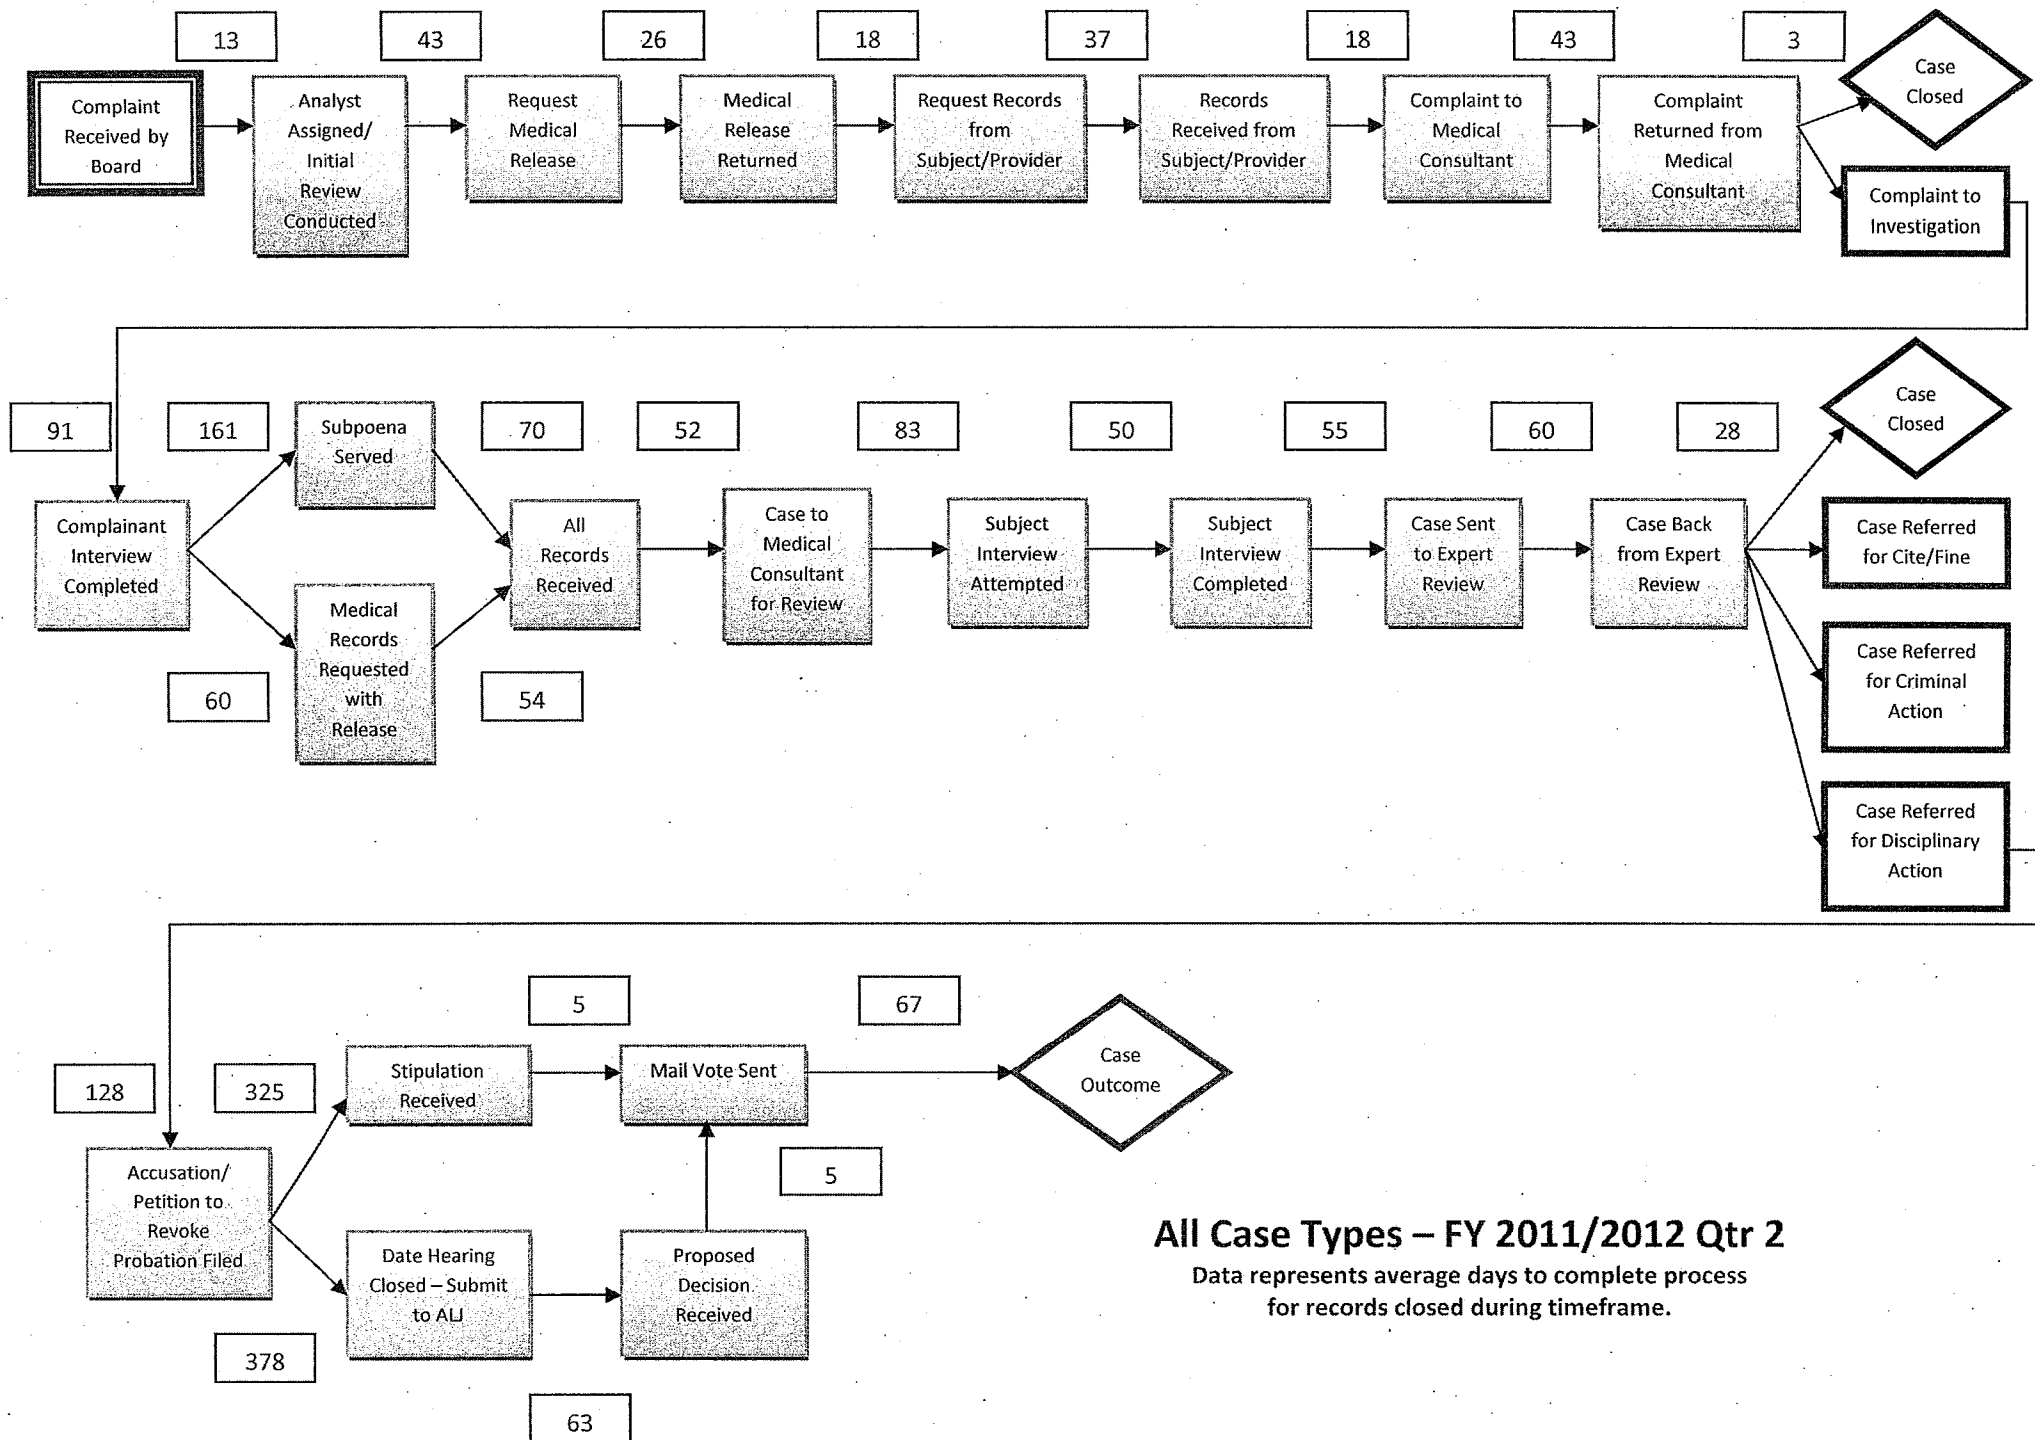 13
43
26
18
37
18
43
3
Complaint
Received by
Board
Analyst
Assigned/
Initial
Review
Conducted
Request
Medical
Release
Medical
Release
Returned
Request Records
from
Subject/Provider
Records
Received from
Subject/Provider
Complaint to
Medical
Consultant
Complaint
Returned from
Medical
Consultant
Case
Closed
Complaint to
Investigation
91
161
70
52
83
50
55
60
28
Complainant
Interview
Completed
Subpoena
Served
Medical
Records
Requested
with
Release
60
54
All
Records
Received
Case to
Medical
Consultant
for Review
Subject
Interview
Attempted
Subject
Interview
Completed
Case Sent
to Expert
Review
Case Back
from Expert
Review
Case
Closed
Case Referred
for Cite/Fine
Case Referred
for Criminal
Action
Case Referred
for Disciplinary
Action
128
325
5
67
Accusation/
Petition to
Revoke
Probation Filed
Stipulation
Received
Mail Vote Sent
Case
Outcome
5
Date Hearing
Closed – Submit
to ALJ
Proposed
Decision
Received
378
63
All Case Types – FY 2011/2012 Qtr 2
Data represents average days to complete process
for records closed during timeframe.